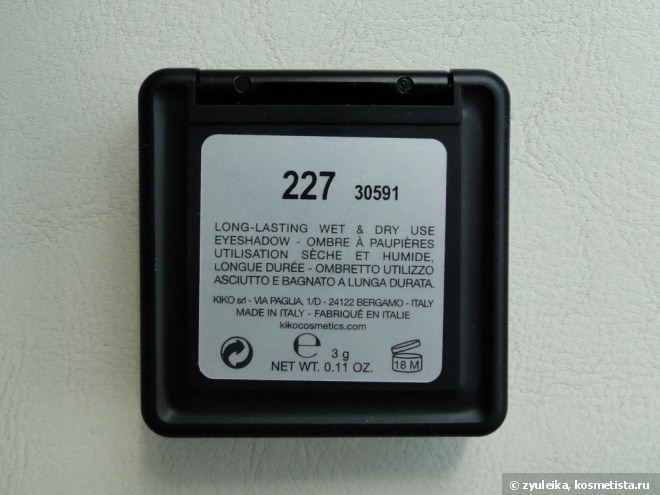 227 30591
LONG-LASTING WET & DRY USE
EYESHADOW - OMBRE À PAUPIÈRES
UTILISATION SÈCHE ET HUMIDE,
LONGUE DURÉE - OMBRETTO UTILIZZO
ASCIUTTO E BAGNATO A LUNGA DURATA.
KIKO srl - VIA PAGLIA, 1/D - 24122 BERGAMO - ITALY
MADE IN ITALY - FABRIQUÉ EN ITALIE
kikocosmetics.com
℮ 3 g
NET WT. 0.11 OZ.
18 M
© zyuleika, kosmetista.ru